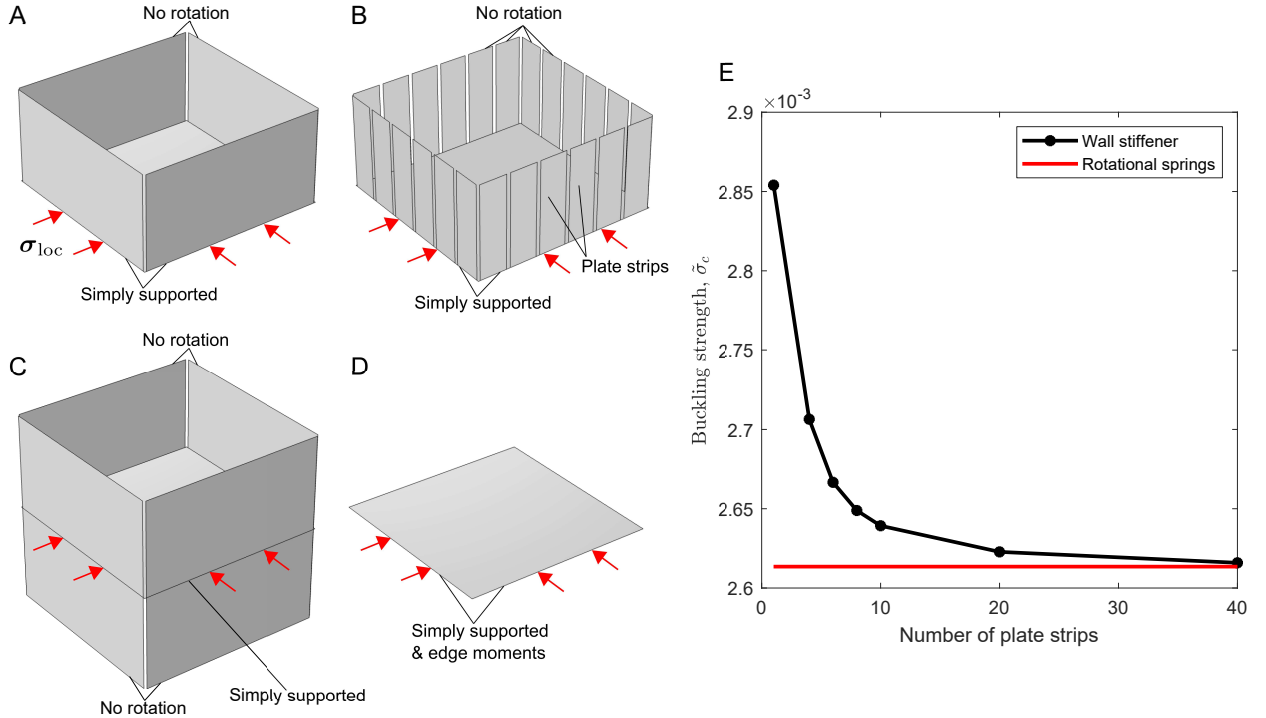 A
No rotation
σloc
Simply supported
B
No rotation
Plate strips
Simply supported
C
No rotation
No rotation
Simply supported
D
Simply supported
& edge moments
E
×10⁻³
2.9
2.85
2.8
2.75
2.7
2.65
2.6
Buckling strength, σ̃c
Wall stiffener
Rotational springs
0 10 20 30 40
Number of plate strips